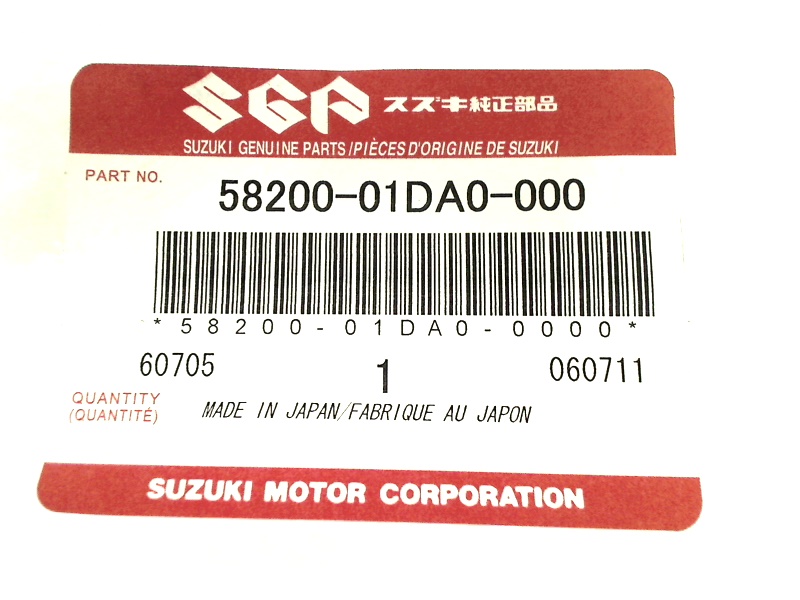 SGP スズキ純正部品
SUZUKI GENUINE PARTS/PIÈCES D'ORIGINE DE SUZUKI
PART NO. 58200-01DA0-000
*58200-01DA0-0000*
60705 1 060711
QUANTITY
(QUANTITÉ)
MADE IN JAPAN/FABRIQUE AU JAPON
SUZUKI MOTOR CORPORATION